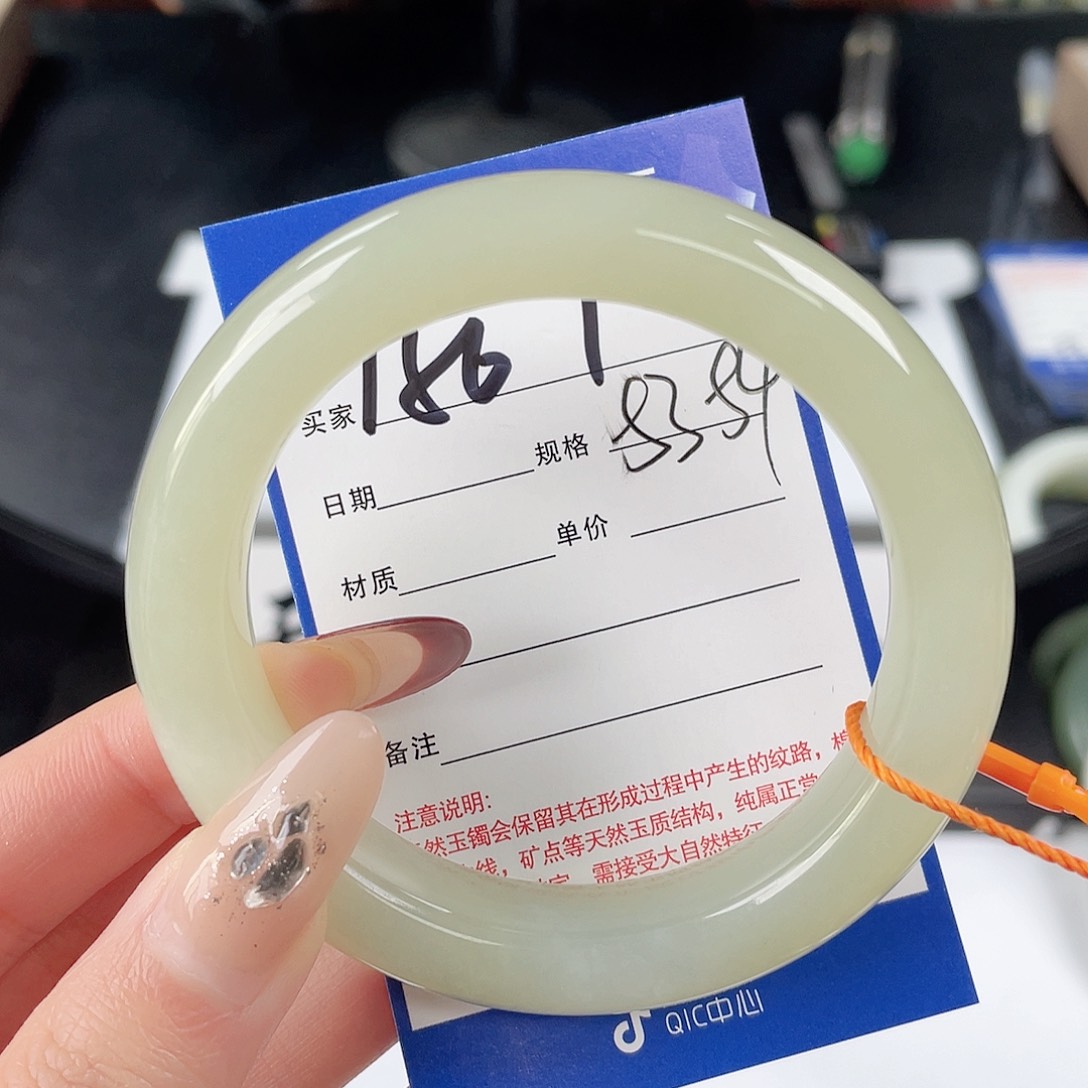 买家 186
规格 53 54
日期
单价
材质
备注
注意说明:
然玉镯会保留其在形成过程中产生的纹路，
线，矿点等天然玉质结构，纯属正常
需接受大自然特征
QIC中心